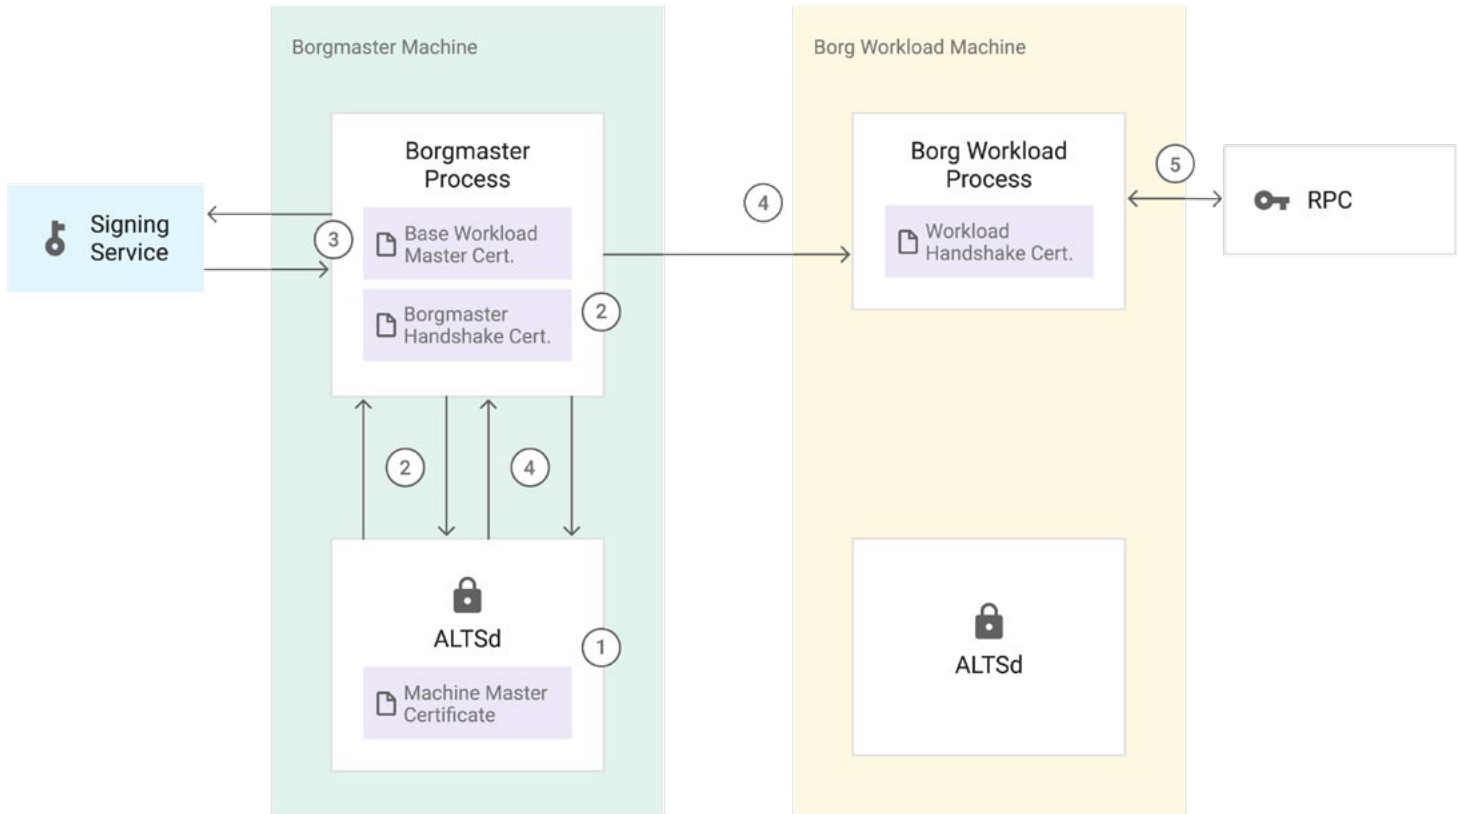 Borgmaster Machine
Borg Workload Machine
Borgmaster
Process
Borg Workload
Process
5
Signing
Service
3
Base Workload
Master Cert.
4
Workload
Handshake Cert.
RPC
Borgmaster
Handshake Cert.
2
2
4
ALTSd
1
Machine Master
Certificate
ALTSd